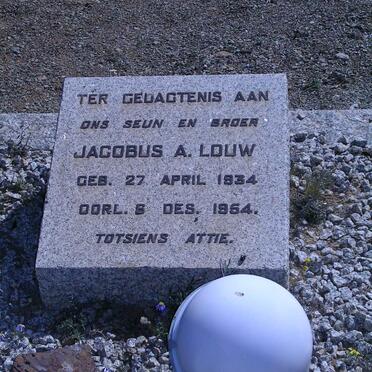 TER GEDAGTENIS AAN
ONS SEUN EN BROER
JACOBUS A. LOUW
GEB. 27 APRIL 1934
OORL. 8 DES. 1954.
TOTSIENS ATTIE.